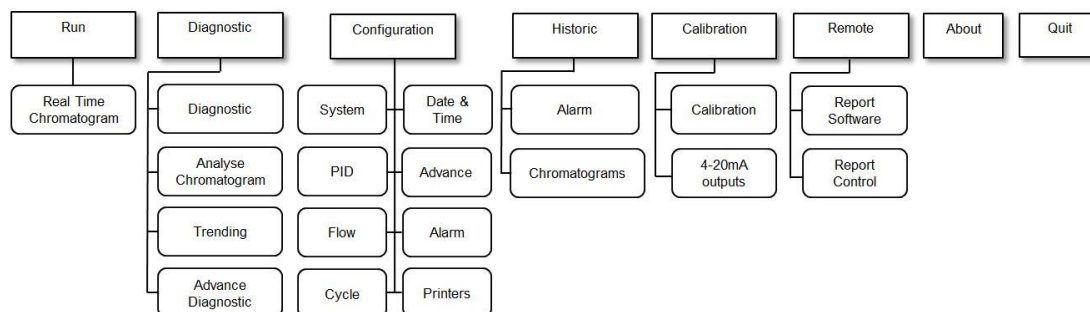 Run
Diagnostic
Configuration
Historic
Calibration
Remote
About
Quit
Real Time
Chromatogram
Diagnostic
Analyse
Chromatogram
Trending
Advance
Diagnostic
System
PID
Flow
Cycle
Date &
Time
Advance
Alarm
Printers
Alarm
Chromatograms
Calibration
4-20mA
outputs
Report
Software
Report
Control